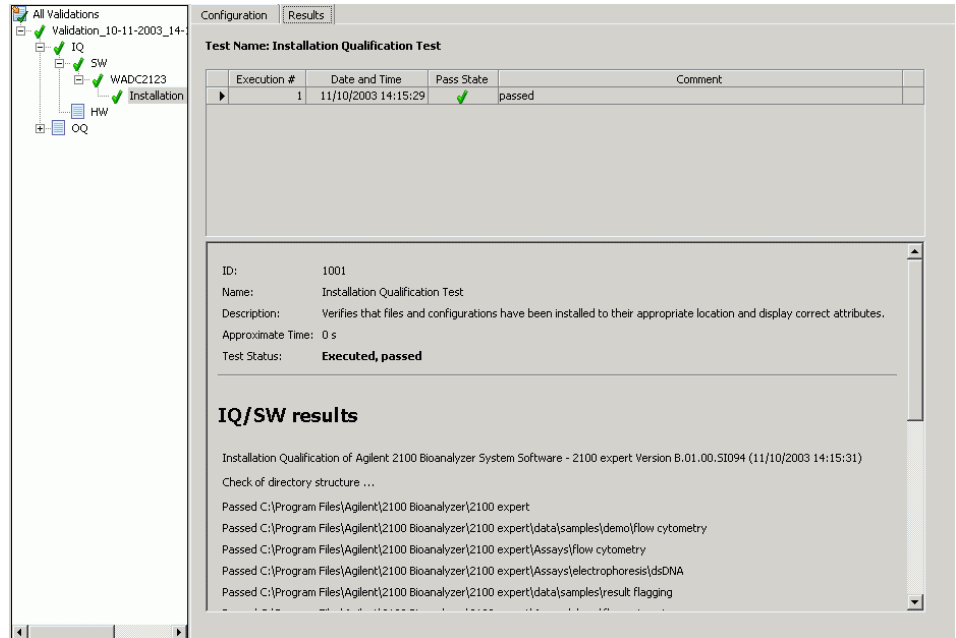 All Validations
Validation_10-11-2003_14-
IQ
SW
WADC2123
Installation
HW
OQ
Configuration
Results
Test Name: Installation Qualification Test
Execution # Date and Time Pass State Comment
1 11/10/2003 14:15:29 passed
ID: 1001
Name: Installation Qualification Test
Description: Verifies that files and configurations have been installed to their appropriate location and display correct attributes.
Approximate Time: 0 s
Test Status: Executed, passed
IQ/SW results
Installation Qualification of Agilent 2100 Bioanalyzer System Software - 2100 expert Version B.01.00.SI094 (11/10/2003 14:15:31)
Check of directory structure ...
Passed C:\Program Files\Agilent\2100 Bioanalyzer\2100 expert
Passed C:\Program Files\Agilent\2100 Bioanalyzer\2100 expert\data\samples\demo\flow cytometry
Passed C:\Program Files\Agilent\2100 Bioanalyzer\2100 expert\Assays\flow cytometry
Passed C:\Program Files\Agilent\2100 Bioanalyzer\2100 expert\Assays\electrophoresis\dsDNA
Passed C:\Program Files\Agilent\2100 Bioanalyzer\2100 expert\data\samples\result flagging